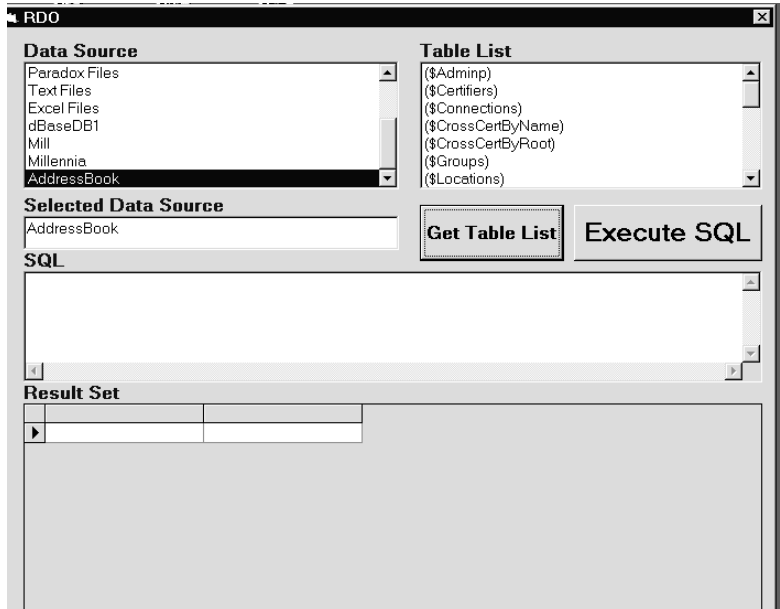 RDO
Data Source
Paradox Files
Text Files
Excel Files
dBaseDB1
Mill
Millennia
AddressBook
Table List
($Adminp)
($Certifiers)
($Connections)
($CrossCertByName)
($CrossCertByRoot)
($Groups)
($Locations)
Selected Data Source
AddressBook
Get Table List
Execute SQL
SQL
Result Set